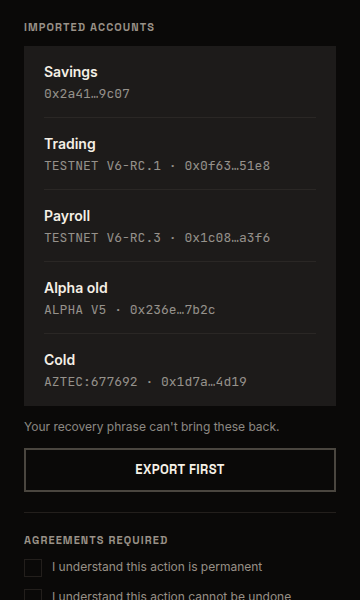 IMPORTED ACCOUNTS
Savings
0x2a41…9c07
Trading
TESTNET V6-RC.1 · 0x0f63…51e8
Payroll
TESTNET V6-RC.3 · 0x1c08…a3f6
Alpha old
ALPHA V5 · 0x236e…7b2c
Cold
AZTEC:677692 · 0x1d7a…4d19
Your recovery phrase can't bring these back.
EXPORT FIRST
AGREEMENTS REQUIRED
I understand this action is permanent
I understand this action cannot be undone